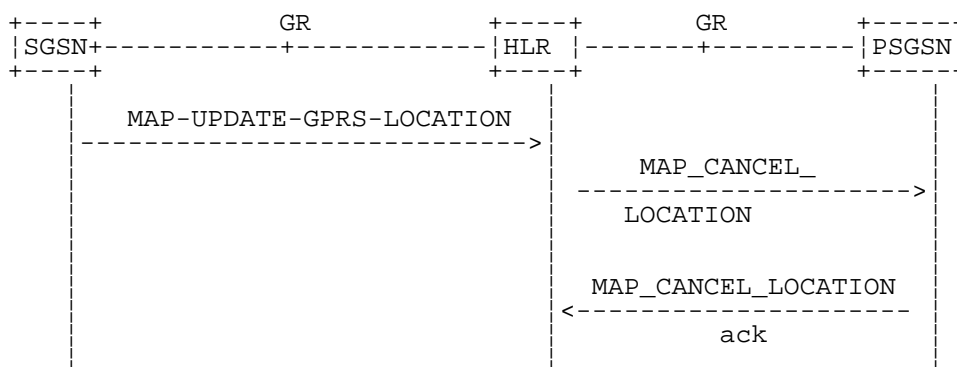 GR GR
SGSN HLR PSGSN
MAP-UPDATE-GPRS-LOCATION
MAP_CANCEL_
LOCATION
MAP_CANCEL_LOCATION
ack